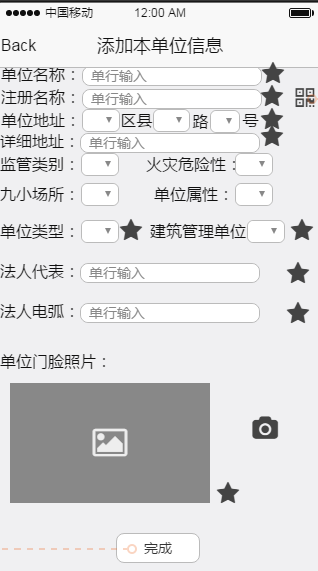 中国移动 12:00 AM
Back 添加本单位信息
单位名称： 单行输入
注册名称： 单行输入
单位地址： 区县 路 号
详细地址： 单行输入
监管类别： 火灾危险性：
九小场所： 单位属性：
单位类型： 建筑管理单位
法人代表： 单行输入
法人电弧： 单行输入
单位门脸照片：
完成